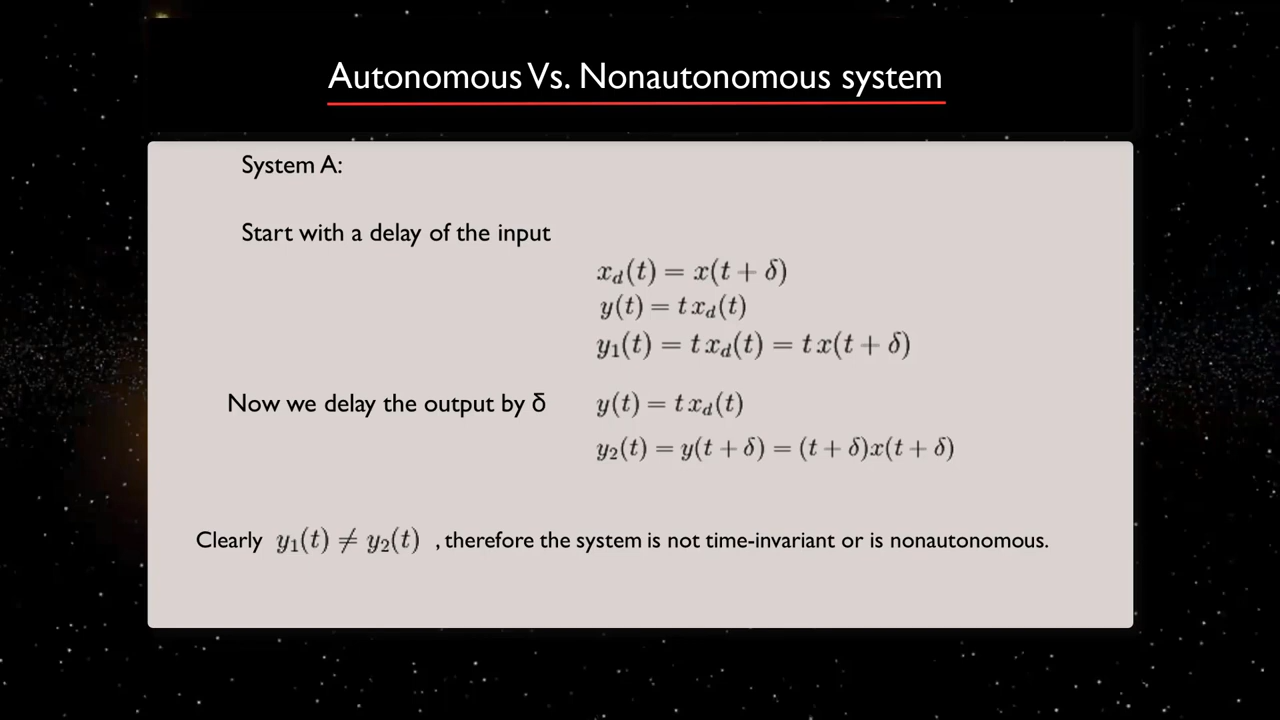 Autonomous Vs. Nonautonomous system
System A:
Start with a delay of the input
x_d(t) = x(t + δ)
y(t) = t x_d(t)
y_1(t) = t x_d(t) = t x(t + δ)
Now we delay the output by δ y(t) = t x_d(t)
y_2(t) = y(t + δ) = (t + δ)x(t + δ)
Clearly y_1(t) ≠ y_2(t) , therefore the system is not time-invariant or is nonautonomous.